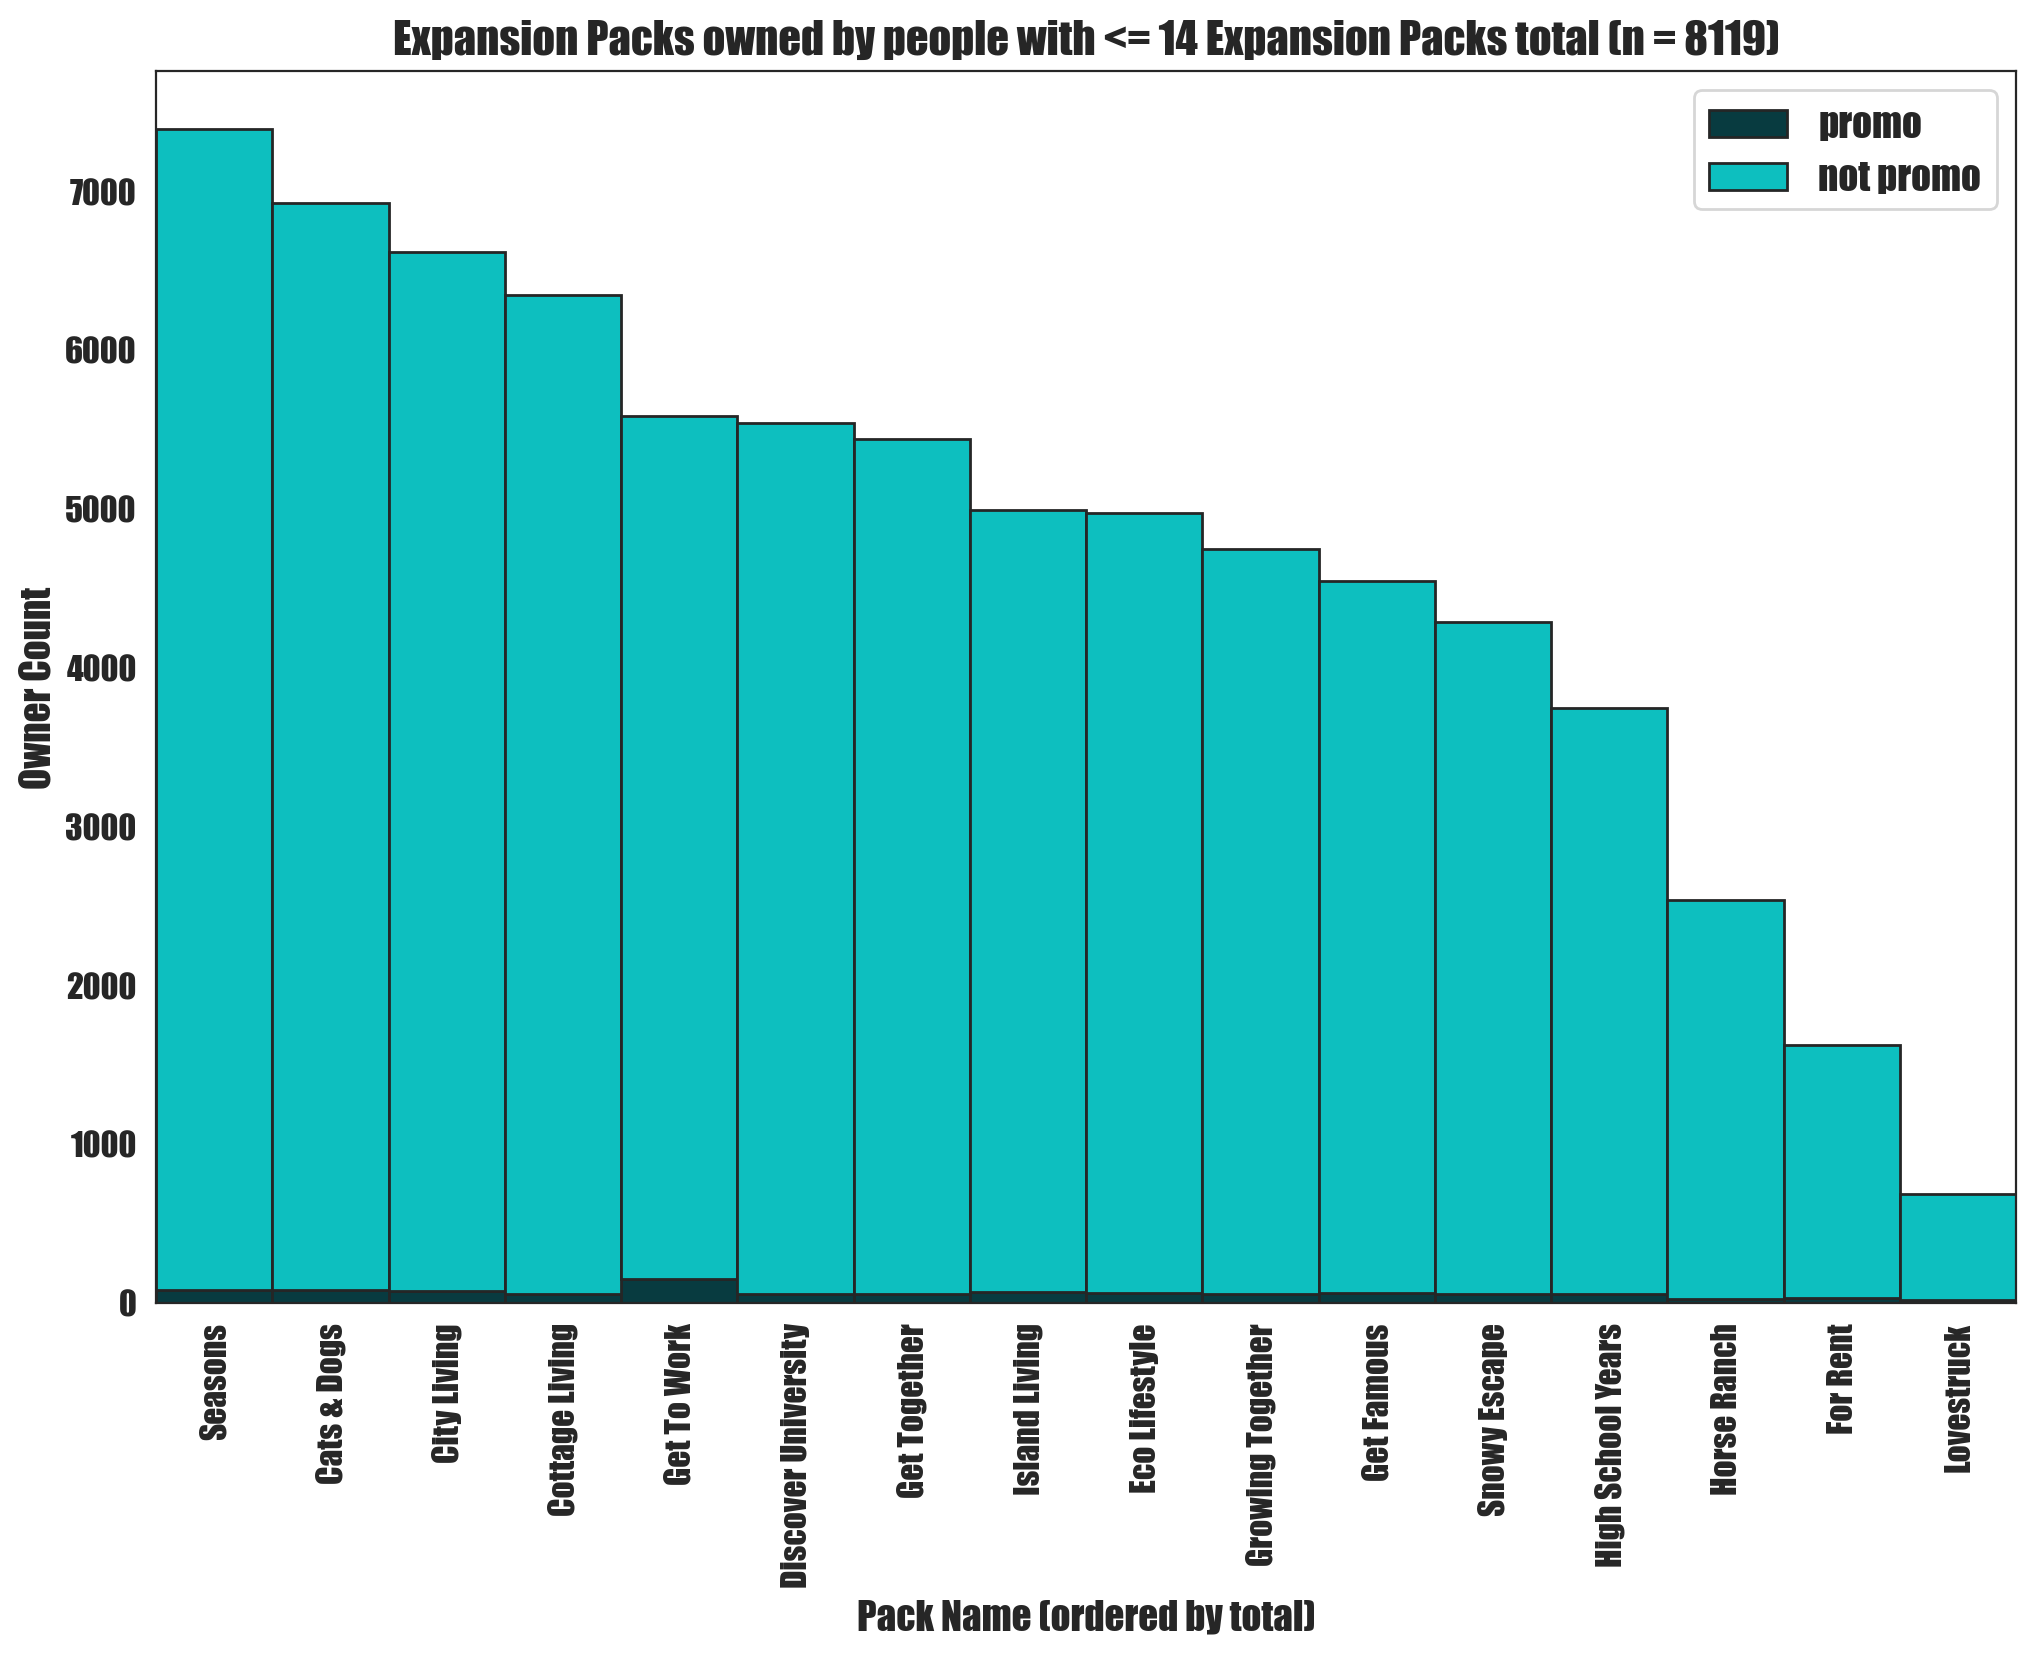 Expansion Packs owned by people with <= 14 Expansion Packs total (n = 8119)
promo
not promo
Owner Count
7000
6000
5000
4000
3000
2000
1000
0
Seasons
Cats & Dogs
City Living
Cottage Living
Get To Work
Discover University
Get Together
Island Living
Eco Lifestyle
Growing Together
Get Famous
Snowy Escape
High School Years
Horse Ranch
For Rent
Lovestruck
Pack Name (ordered by total)